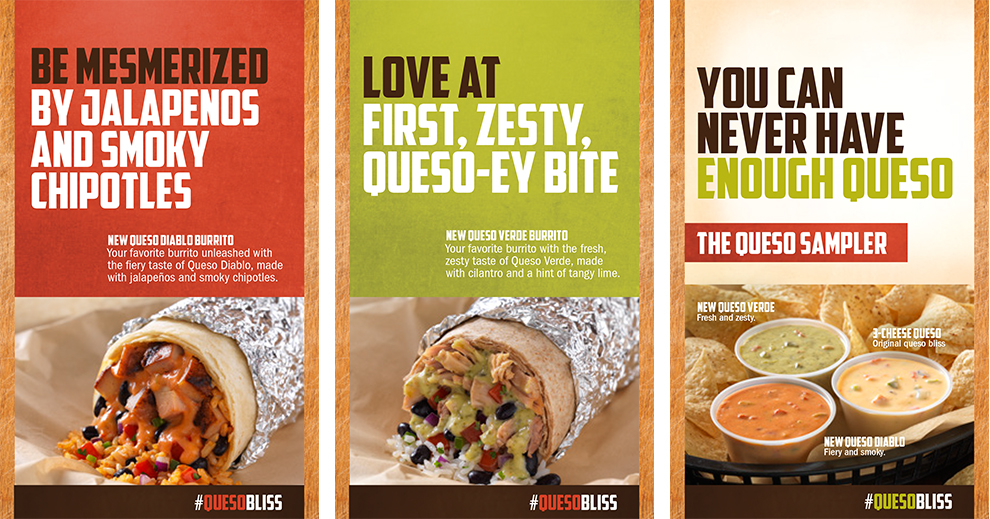 BE MESMERIZED
BY JALAPENOS
AND SMOKY
CHIPOTLES
NEW QUESO DIABLO BURRITO
Your favorite burrito unleashed with
the fiery taste of Queso Diablo, made
with jalapeños and smoky chipotles.
#QUESOBLISS
LOVE AT
FIRST, ZESTY,
QUESO-EY BITE
NEW QUESO VERDE BURRITO
Your favorite burrito with the fresh,
zesty taste of Queso Verde, made
with cilantro and a hint of tangy lime.
#QUESOBLISS
YOU CAN
NEVER HAVE
ENOUGH QUESO
THE QUESO SAMPLER
NEW QUESO VERDE
Fresh and zesty.
3-CHEESE QUESO
Original queso bliss
NEW QUESO DIABLO
Fiery and smoky.
#QUESOBLISS